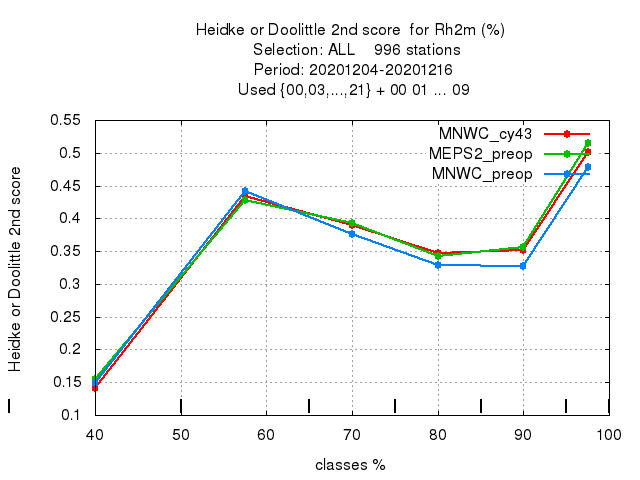 Heidke or Doolittle 2nd score  for Rh2m (%)
Selection: ALL    996 stations
Period: 20201204-20201216
Used {00,03,...,21} + 00 01 ... 09
MNWC_cy43
MEPS2_preop
MNWC_preop
Heidke or Doolittle 2nd score
0.55
0.5
0.45
0.4
0.35
0.3
0.25
0.2
0.15
0.1
40 50 60 70 80 90 100
classes %